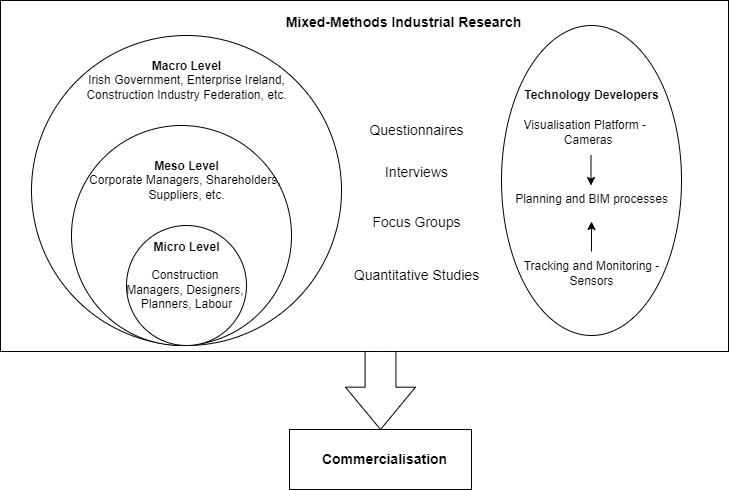 Mixed-Methods Industrial Research
Macro Level
Irish Government, Enterprise Ireland,
Construction Industry Federation, etc.
Meso Level
Corporate Managers, Shareholders
Suppliers, etc.
Micro Level
Construction
Managers, Designers,
Planners, Labour
Questionnaires
Interviews
Focus Groups
Quantitative Studies
Technology Developers
Visualisation Platform -
Cameras
Planning and BIM processes
Tracking and Monitoring -
Sensors
Commercialisation